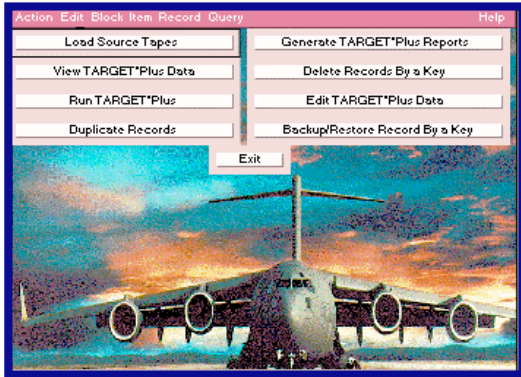 Action Edit Block Item Record Query Help
Load Source Tapes
View TARGET*Plus Data
Run TARGET*Plus
Duplicate Records
Generate TARGET*Plus Reports
Delete Records By a Key
Edit TARGET*Plus Data
Backup/Restore Record By a Key
Exit